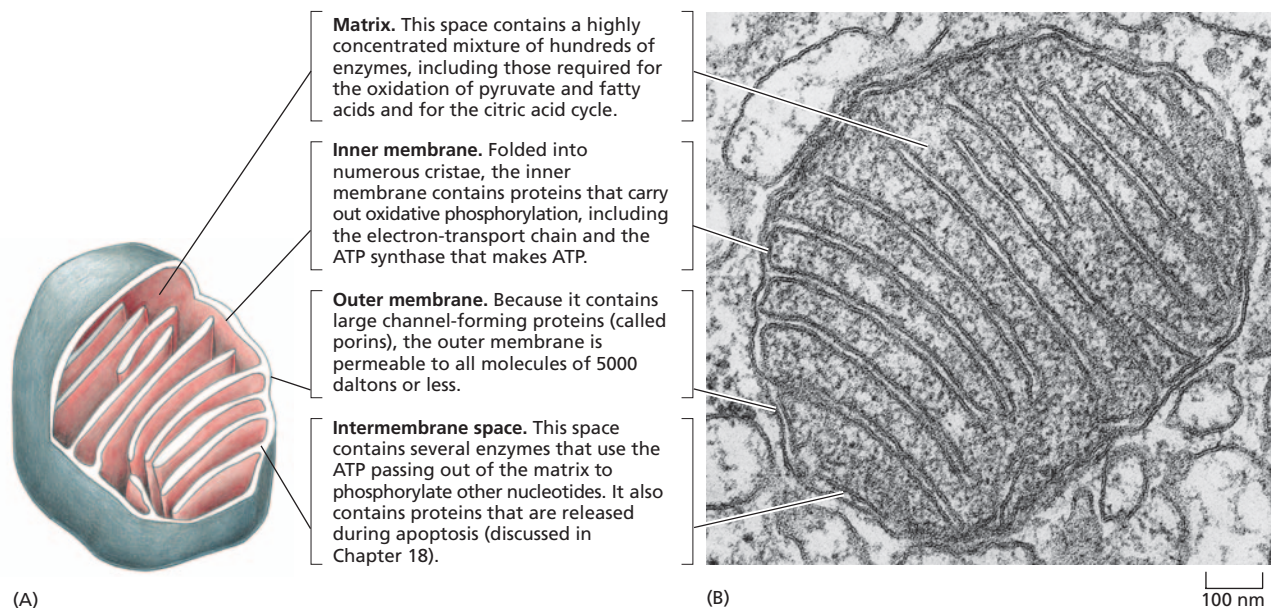 Matrix. This space contains a highly
concentrated mixture of hundreds of
enzymes, including those required for
the oxidation of pyruvate and fatty
acids and for the citric acid cycle.
Inner membrane. Folded into
numerous cristae, the inner
membrane contains proteins that carry
out oxidative phosphorylation, including
the electron-transport chain and the
ATP synthase that makes ATP.
Outer membrane. Because it contains
large channel-forming proteins (called
porins), the outer membrane is
permeable to all molecules of 5000
daltons or less.
Intermembrane space. This space
contains several enzymes that use the
ATP passing out of the matrix to
phosphorylate other nucleotides. It also
contains proteins that are released
during apoptosis (discussed in
Chapter 18).
(A)
(B)
100 nm